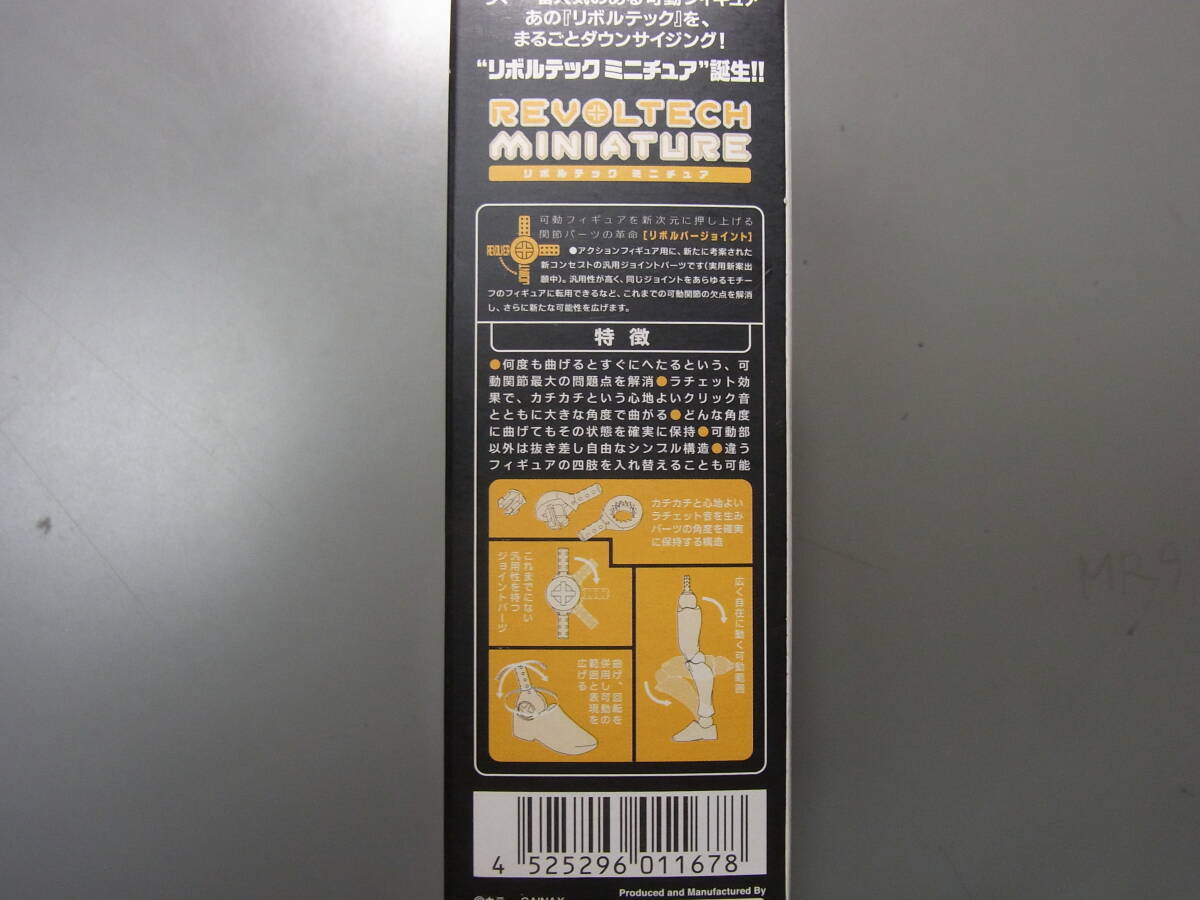 あの『リボルテック』を、
まるごとダウンサイジング！
“リボルテック ミニチュア”誕生!!
REVOLTECH
MINIATURE
リボルテック ミニチュア
可動フィギュアを新次元に押し上げる
関節パーツの革命【リボルバージョイント】
REVOLVER
JOINT
●アクションフィギュア用に、新たに考案された
新コンセプトの汎用ジョイントパーツです（実用新案出
願中）。汎用性が高く、同じジョイントをあらゆるモチー
フのフィギュアに転用できるなど、これまでの可動関節の欠点を解消
し、さらに新たな可能性を広げます。
特徴
●何度も曲げるとすぐにへたるという、可
動関節最大の問題点を解消●ラチェット効
果で、カチカチという心地よいクリック音
とともに大きな角度で曲がる●どんな角度
に曲げてもその状態を確実に保持●可動部
以外は抜き差し自由なシンプル構造●違う
フィギュアの四肢を入れ替えることも可能
カチカチと心地よい
ラチェット音を生み
パーツの角度を確実
に保持する構造
これまでにない
汎用性を持つ
ジョイントパーツ
広く自在に動く可動範囲
曲げ、回転を
併用し可動の
範囲と表現を
広げる
4 525296 011678
Produced and Manufactured By
MRS